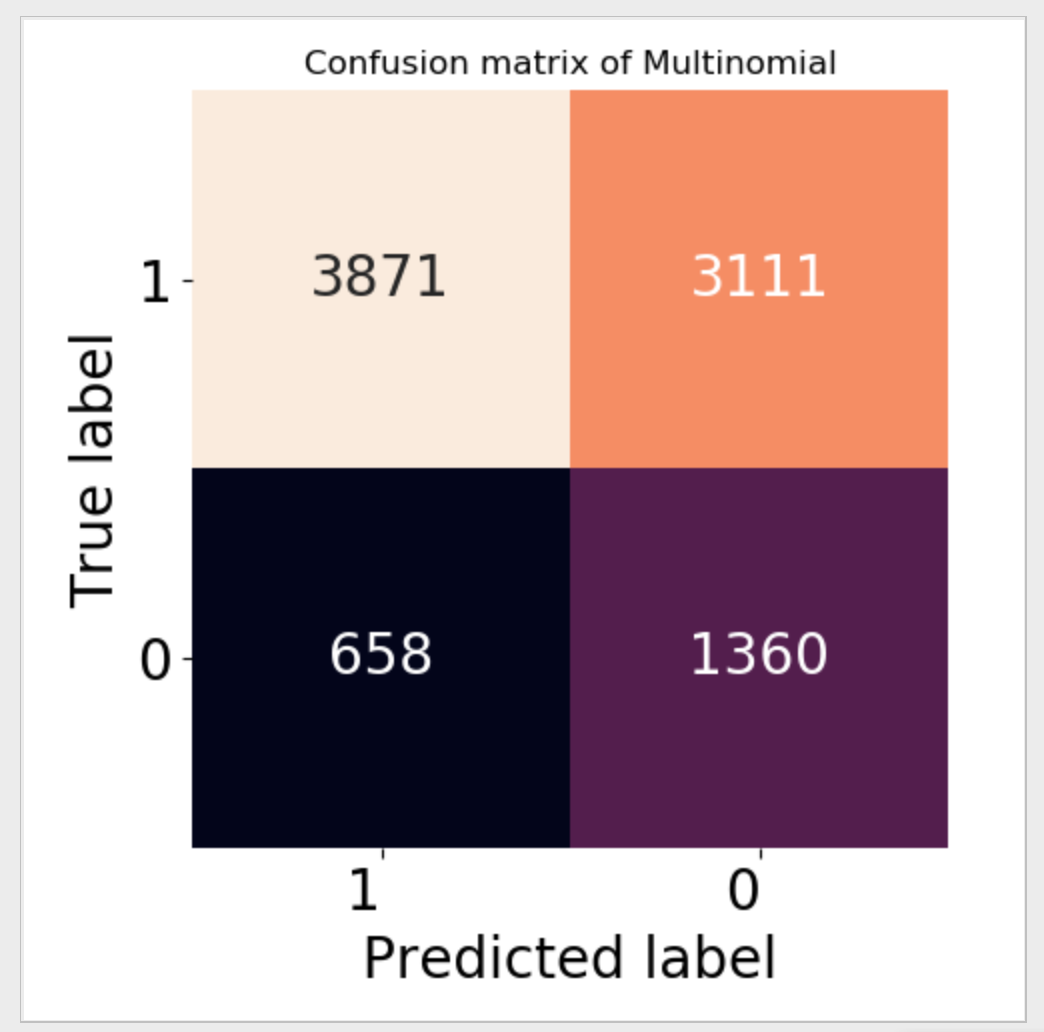 Confusion matrix of Multinomial
True label
1
3871
3111
0
658
1360
1
0
Predicted label